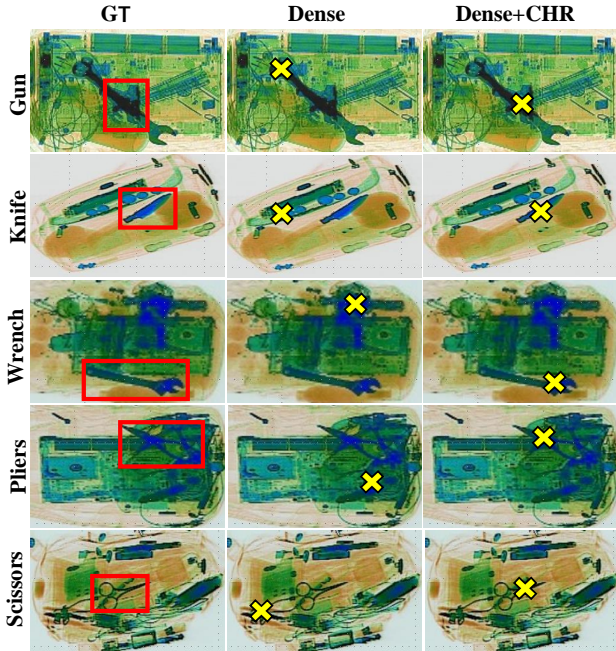 GT Dense Dense+CHR
Gun
Knife
Wrench
Pliers
Scissors